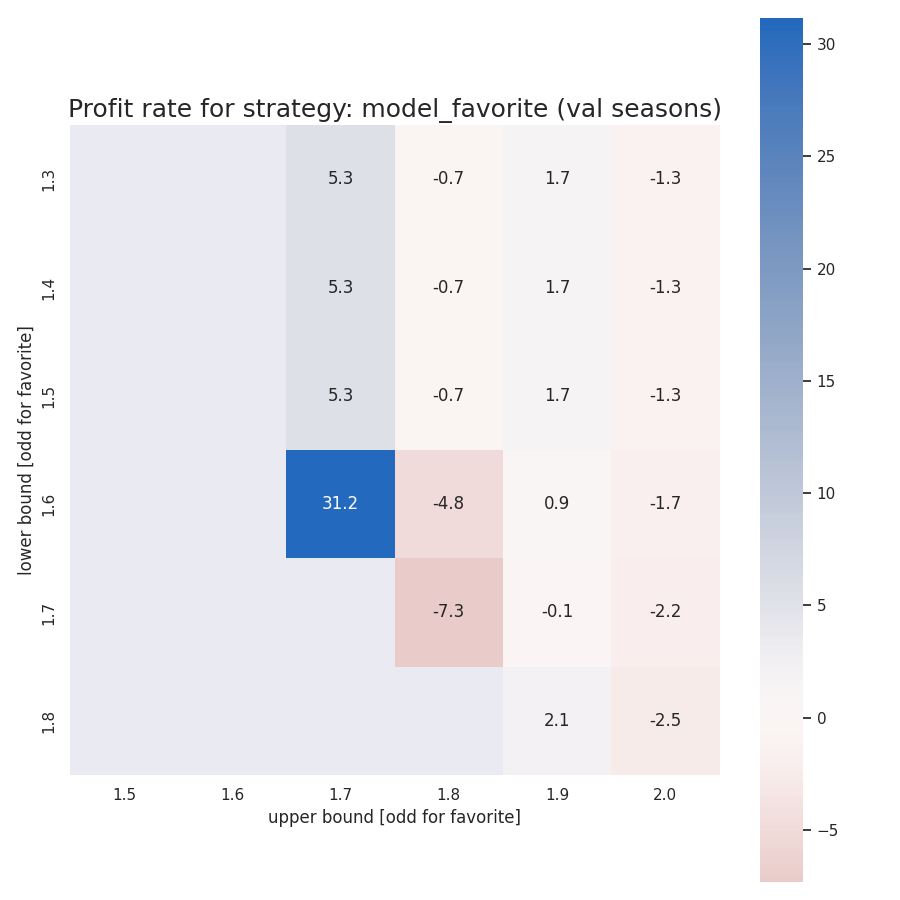 Profit rate for strategy: model_favorite (val seasons)
lower bound [odd for favorite]
1.3 5.3 -0.7 1.7 -1.3
1.4 5.3 -0.7 1.7 -1.3
1.5 5.3 -0.7 1.7 -1.3
1.6 31.2 -4.8 0.9 -1.7
1.7 -7.3 -0.1 -2.2
1.8 2.1 -2.5
1.5 1.6 1.7 1.8 1.9 2.0
upper bound [odd for favorite]
30
25
20
15
10
5
0
−5